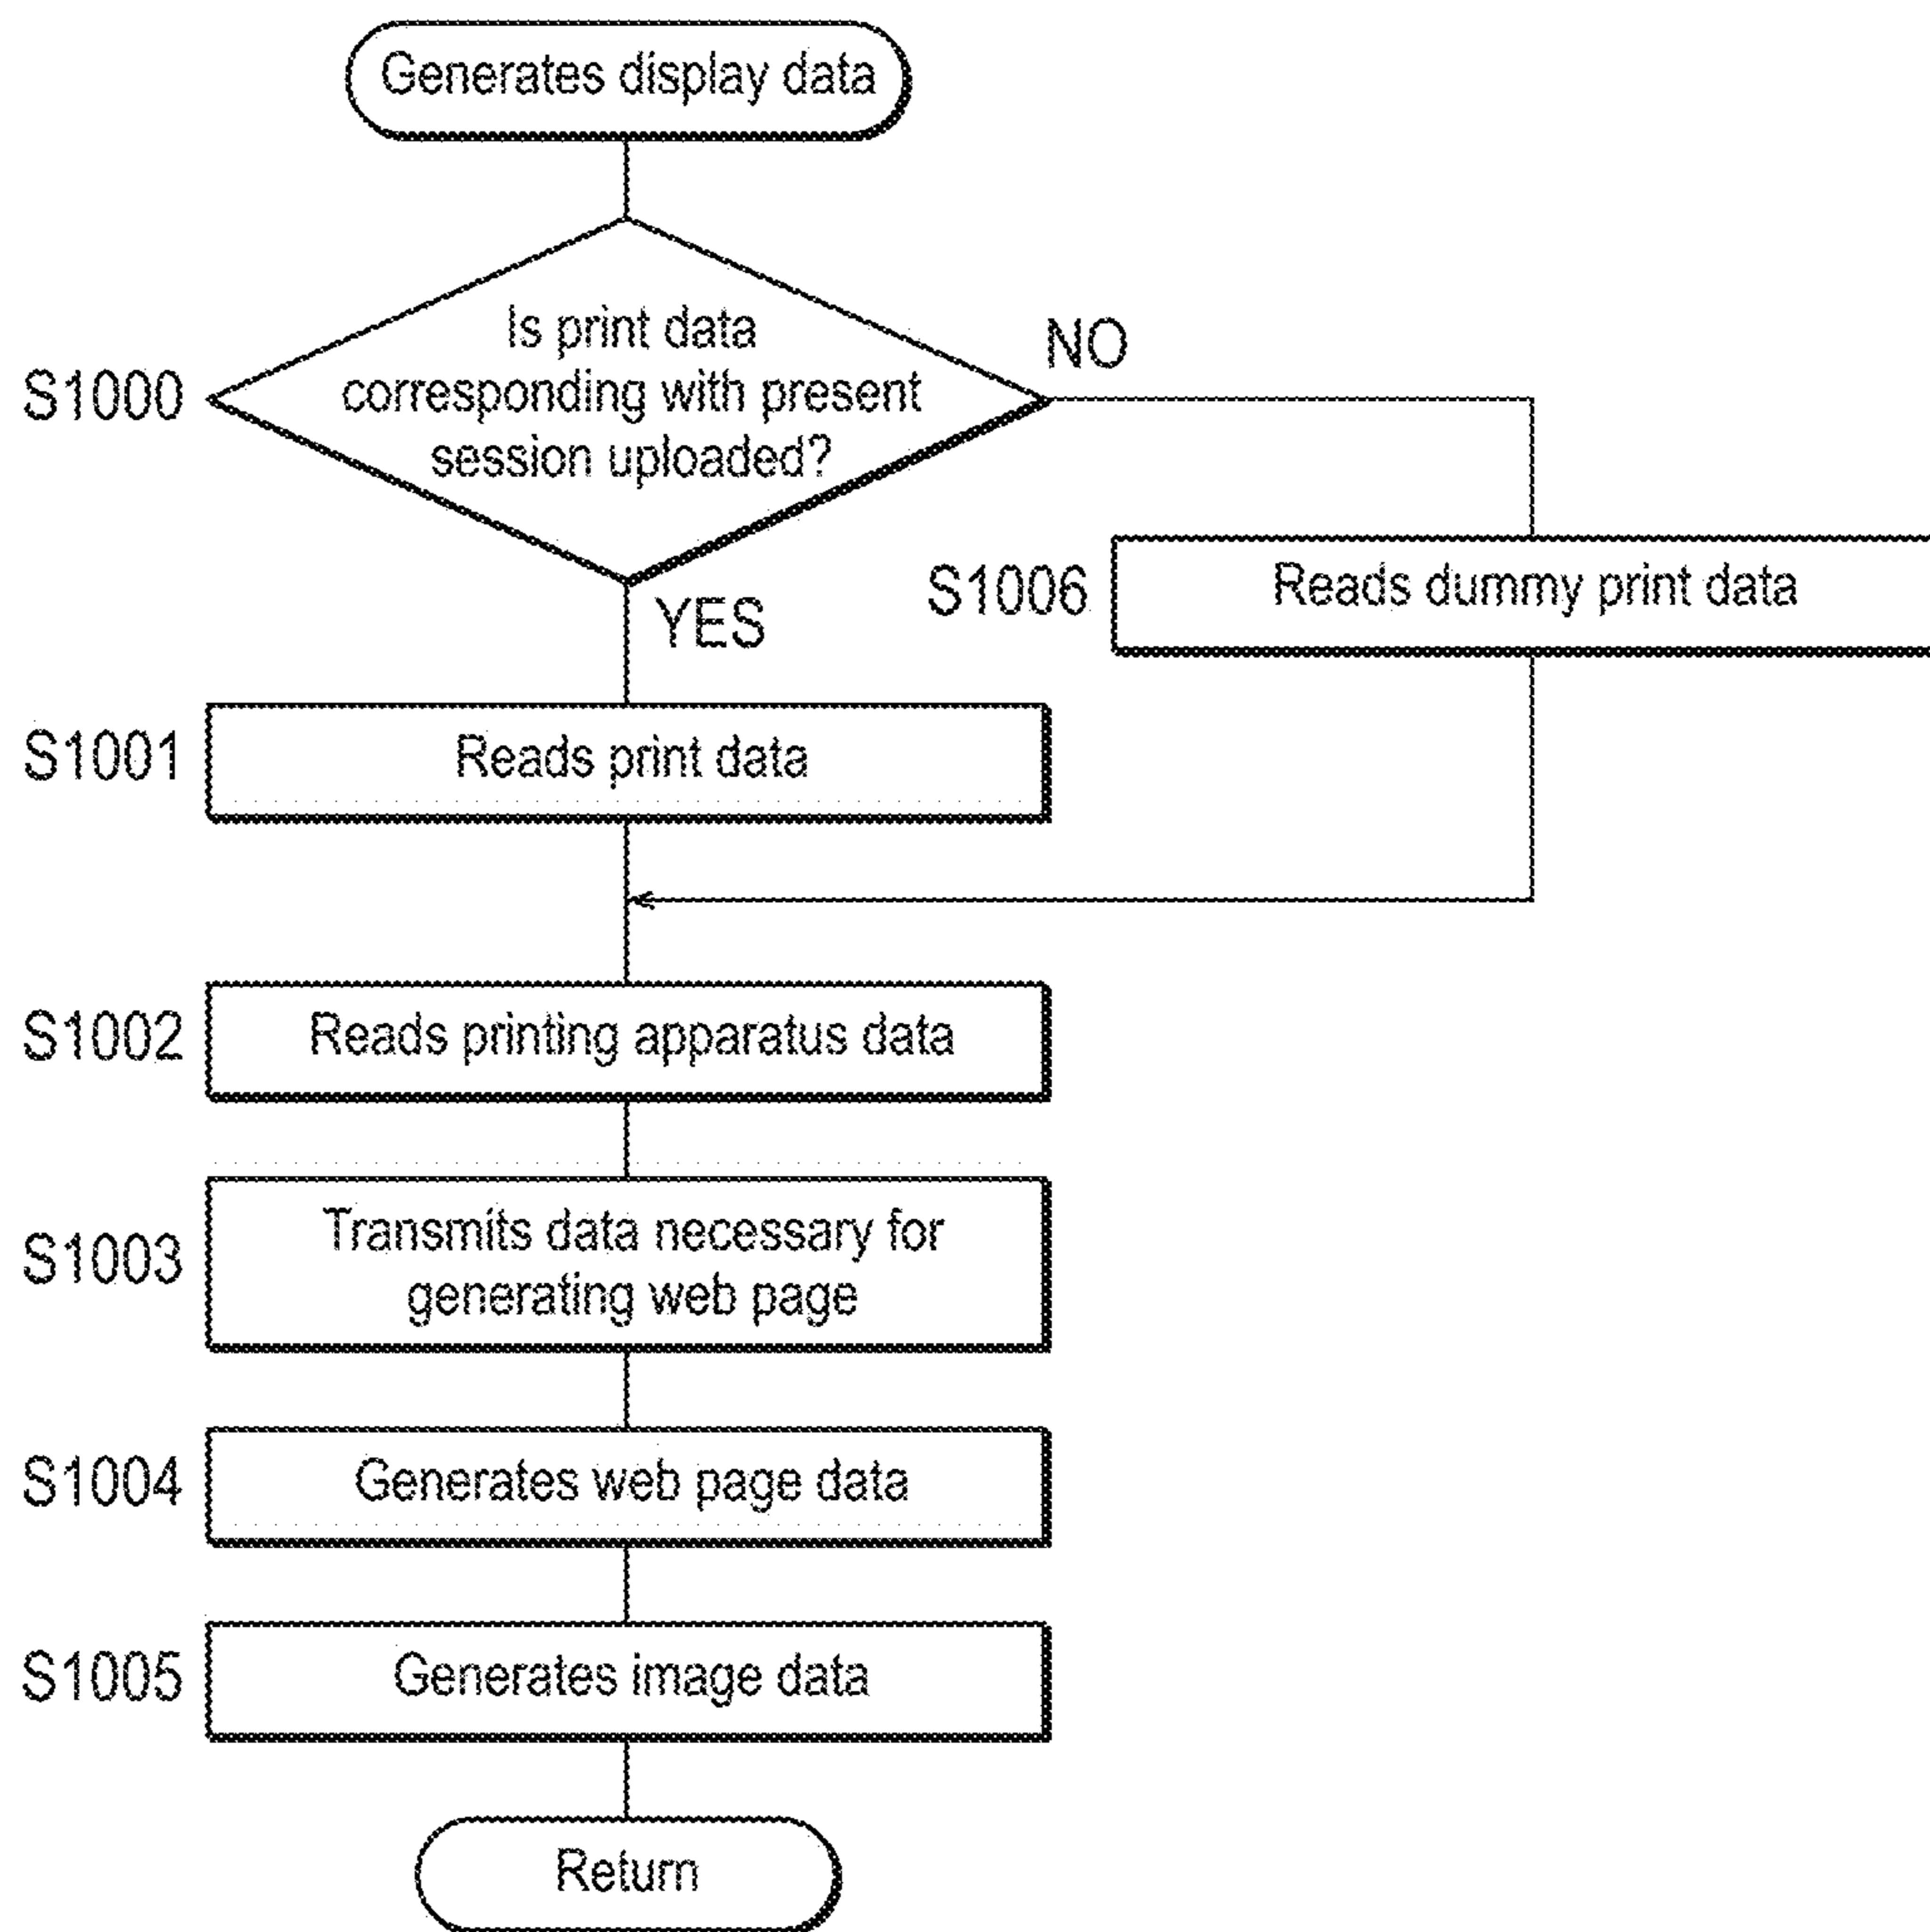 Generates display data
Is print data
corresponding with present
session uploaded?
S1000
NO
YES
S1006
Reads dummy print data
S1001
Reads print data
S1002
Reads printing apparatus data
S1003
Transmits data necessary for
generating web page
S1004
Generates web page data
S1005
Generates image data
Return